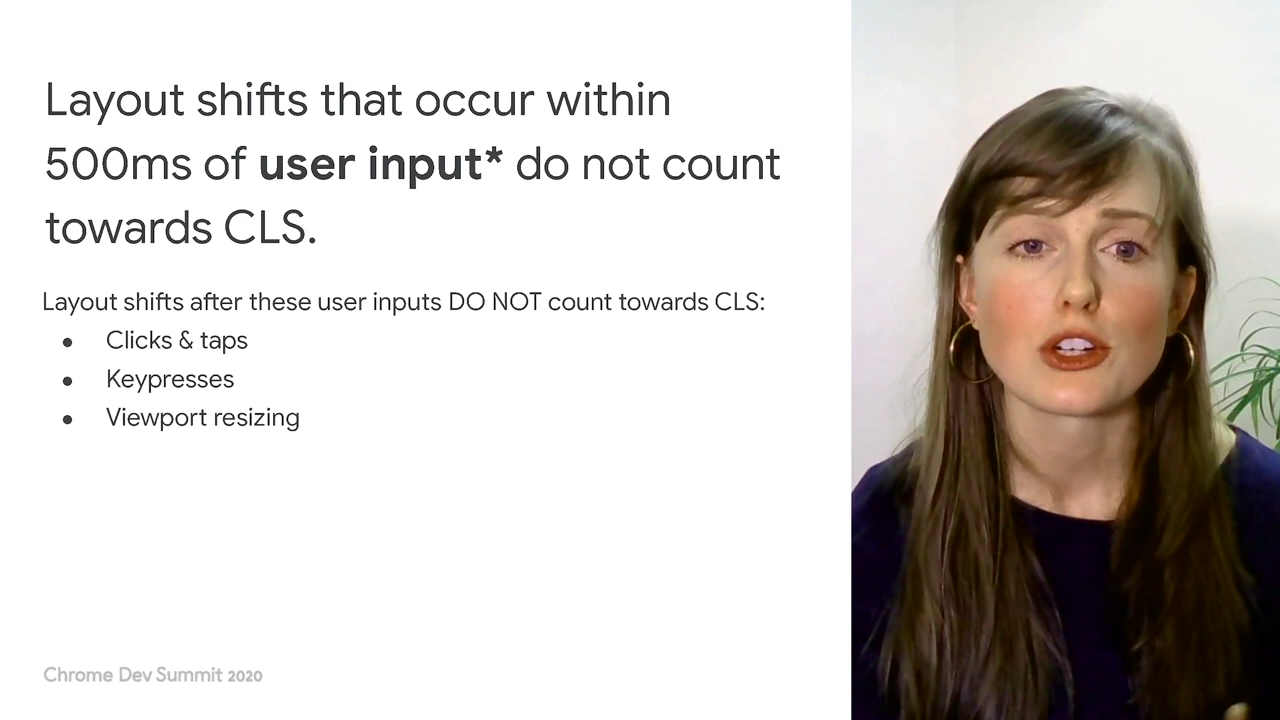 Layout shifts that occur within
500ms of user input* do not count
towards CLS.
Layout shifts after these user inputs DO NOT count towards CLS:
● Clicks & taps
● Keypresses
● Viewport resizing
Chrome Dev Summit 2020